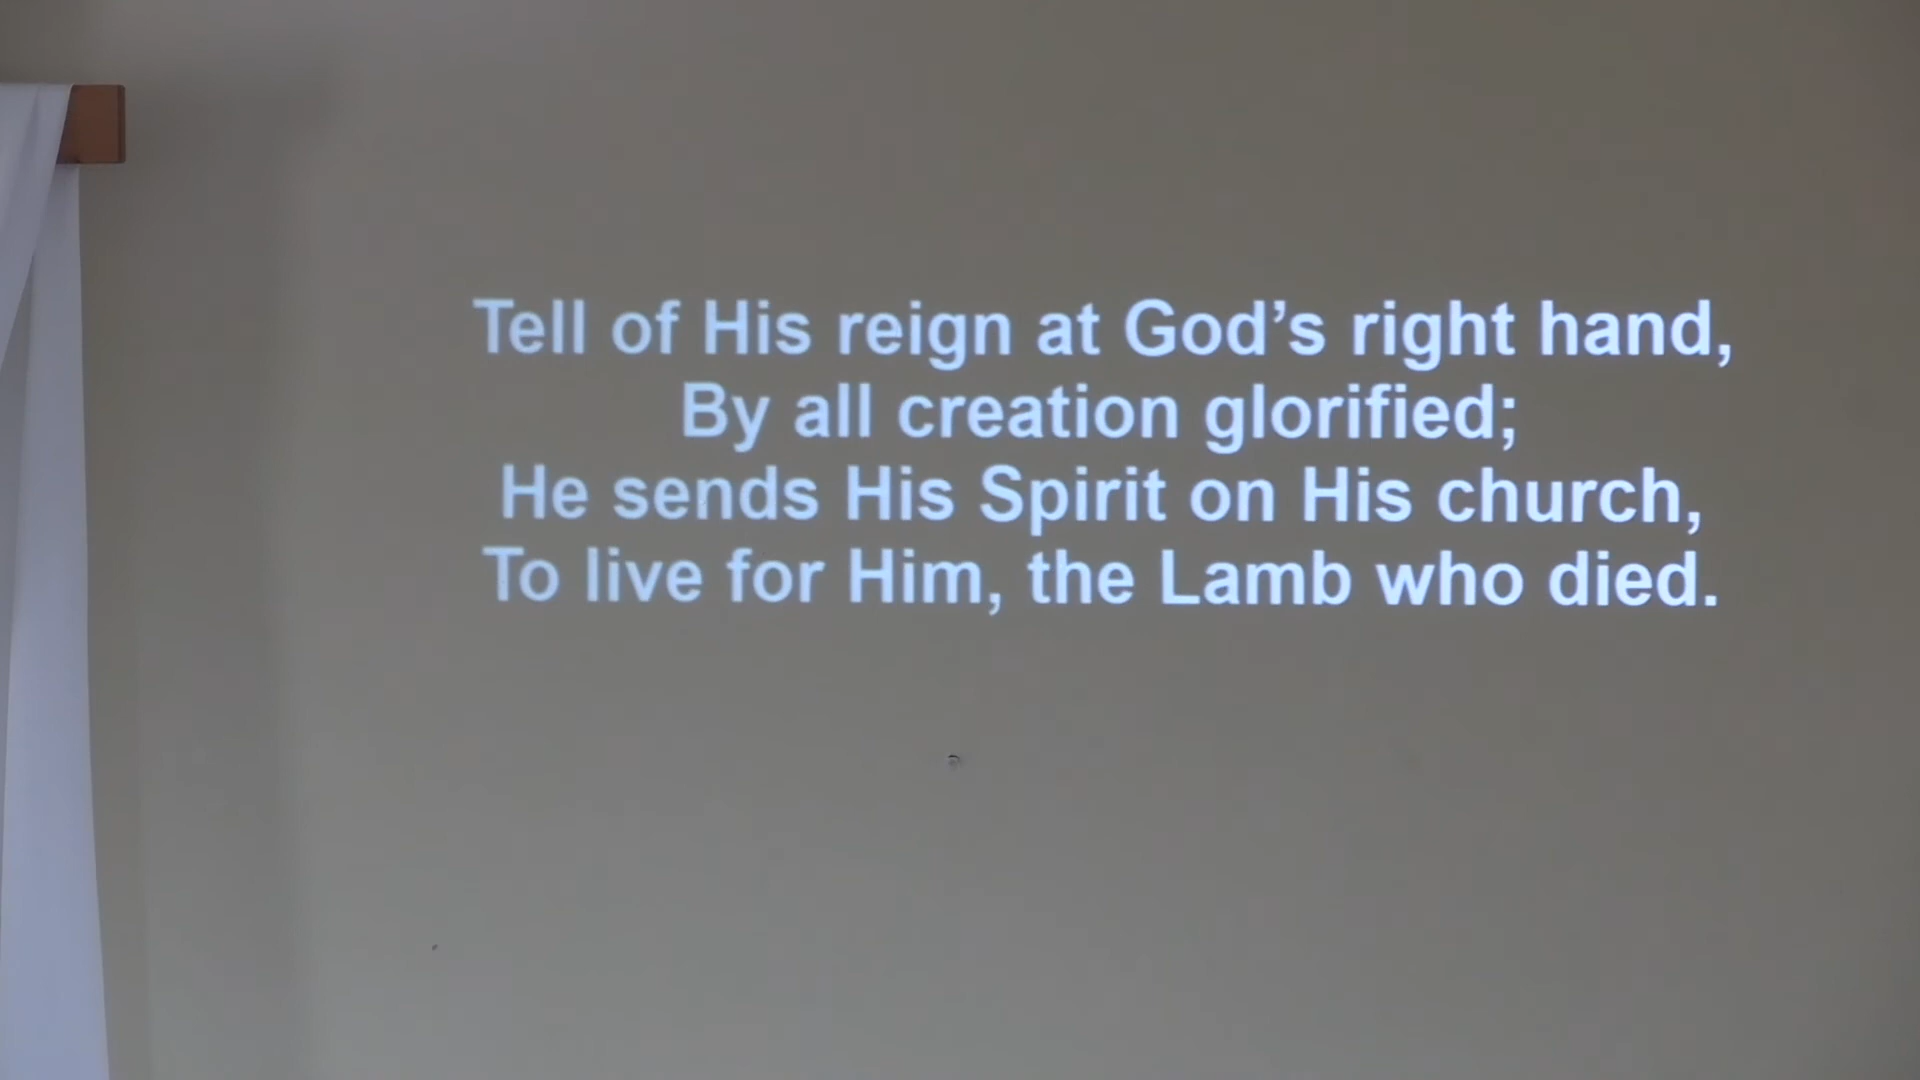 Tell of His reign at God’s right hand,
By all creation glorified;
He sends His Spirit on His church,
To live for Him, the Lamb who died.